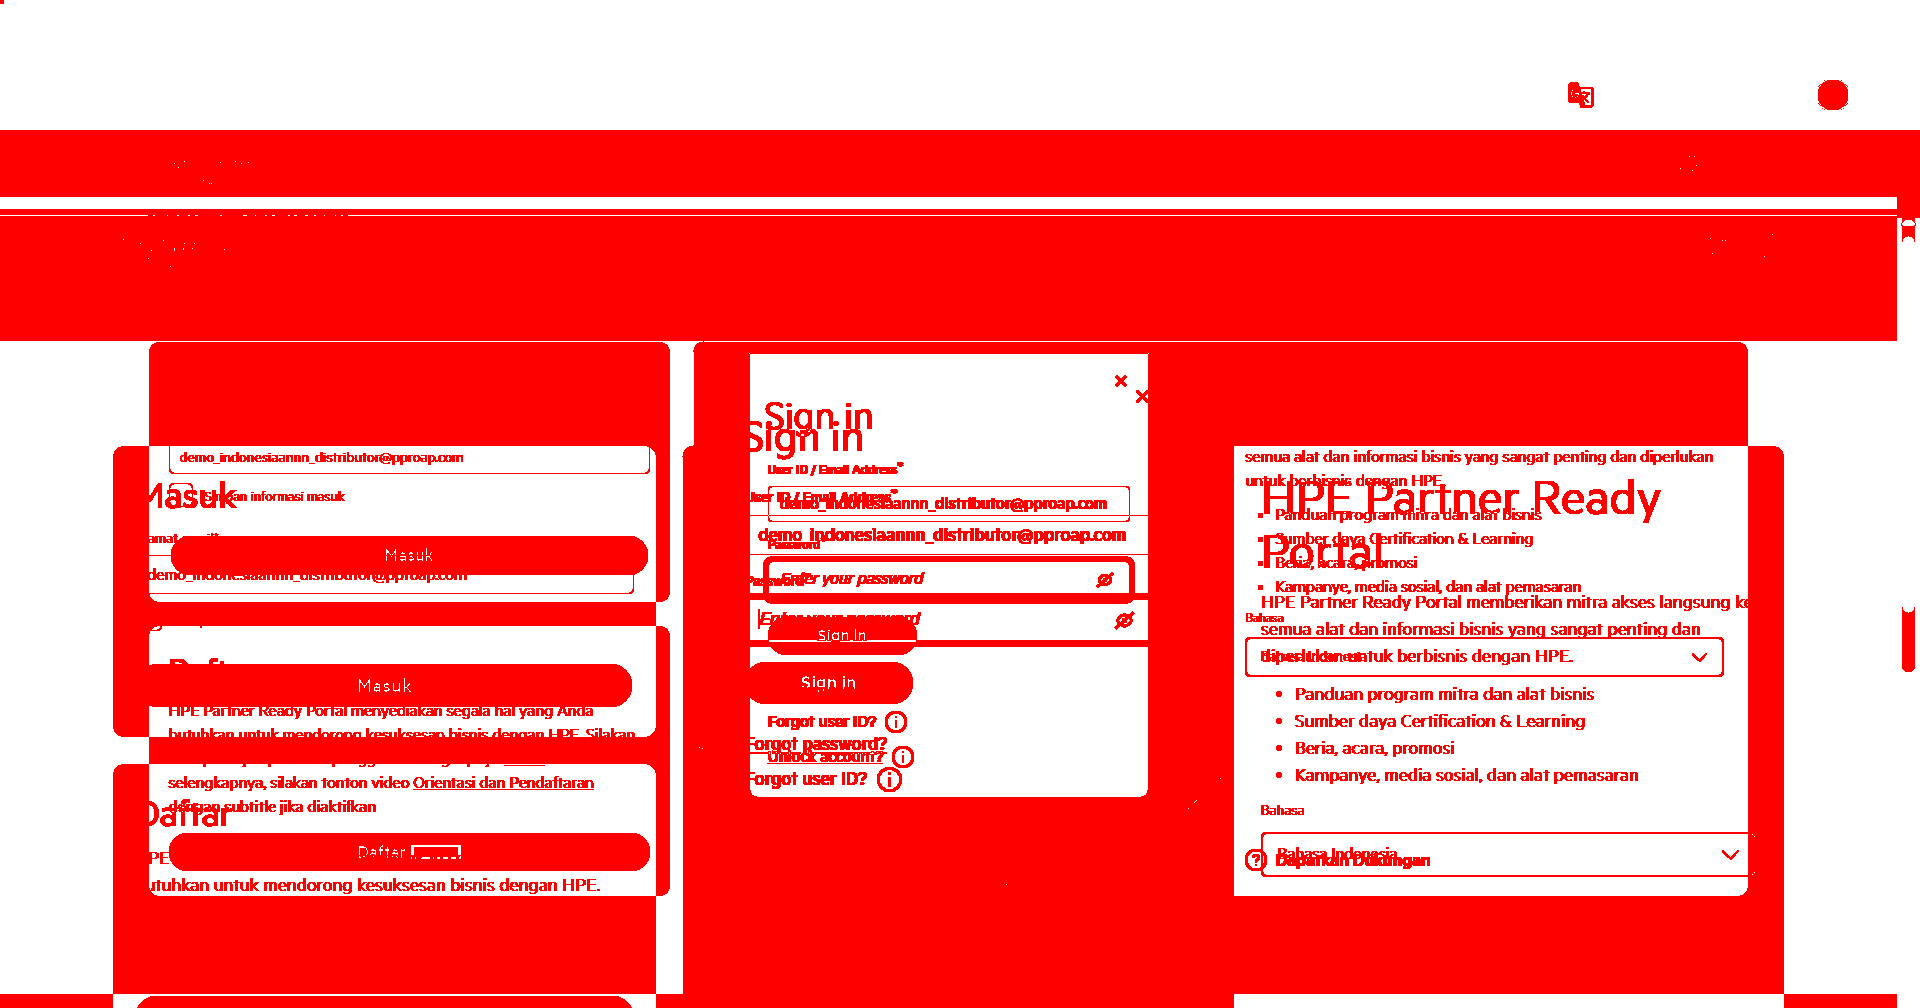 demo_indonesiaannn_distributor@pproap.com
Masuk
Simpan informasi masuk
Masuk
demo_indonesiaannn_distributor@pproap.com
Masuk
HPE Partner Ready Portal menyediakan segala hal yang Anda
butuhkan untuk mendorong kesuksesan bisnis dengan HPE. Silakan
selengkapnya, silakan tonton video Orientasi dan Pendaftaran
dengan subtitle jika diaktifkan
Daftar
Daftar
utuhkan untuk mendorong kesuksesan bisnis dengan HPE.
Sign in
Sign in
User ID / Email Address*
User ID / Email Address*
demo_indonesiaannn_distributor@pproap.com
demo_indonesiaannn_distributor@pproap.com
Password
Enter your password
Password*
Enter your password
Sign In
Sign in
Forgot user ID?
Forgot password?
Unlock account?
Forgot user ID?
semua alat dan informasi bisnis yang sangat penting dan diperlukan
untuk berbisnis dengan HPE.
HPE Partner Ready
Portal
Panduan program mitra dan alat bisnis
Sumber daya Certification & Learning
Beria, acara, promosi
Kampanye, media sosial, dan alat pemasaran
HPE Partner Ready Portal memberikan mitra akses langsung ke
Bahasa
semua alat dan informasi bisnis yang sangat penting dan
diperlukan untuk berbisnis dengan HPE.
Panduan program mitra dan alat bisnis
Sumber daya Certification & Learning
Beria, acara, promosi
Kampanye, media sosial, dan alat pemasaran
Bahasa
Bahasa Indonesia
Dapatkan Dukungan